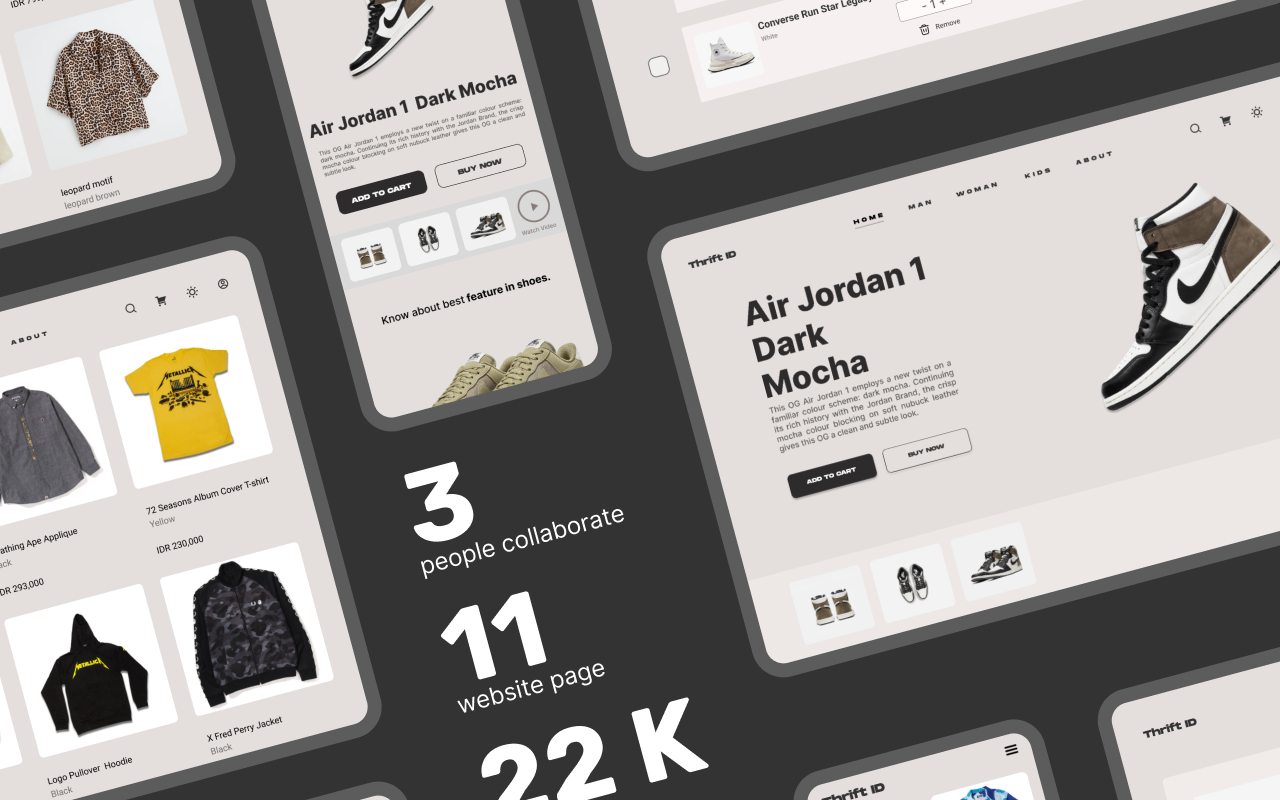 leopard motif
leopard brown
Air Jordan 1 Dark Mocha
This OG Air Jordan 1 employs a new twist on a familiar colour scheme:
dark mocha. Continuing its rich history with the Jordan Brand, the crisp
mocha colour blocking on soft nubuck leather gives this OG a clean and
subtle look.
ADD TO CART
BUY NOW
Watch Video
Know about best feature in shoes.
Converse Run Star Legacy
White
- 1 +
Remove
HOME
MAN
WOMAN
KIDS
ABOUT
Thrift ID
Air Jordan 1
Dark
Mocha
This OG Air Jordan 1 employs a new twist on a
familiar colour scheme: dark mocha. Continuing
its rich history with the Jordan Brand, the crisp
mocha colour blocking on soft nubuck leather
gives this OG a clean and subtle look.
ADD TO CART
BUY NOW
ABOUT
METALLICA
Ape Applique
293,000
72 Seasons Album Cover T-shirt
Yellow
IDR 230,000
METALLICA
Logo Pullover Hoodie
Black
X Fred Perry Jacket
Black
3
people collaborate
11
website page
22 K
Thrift ID
Thrift ID